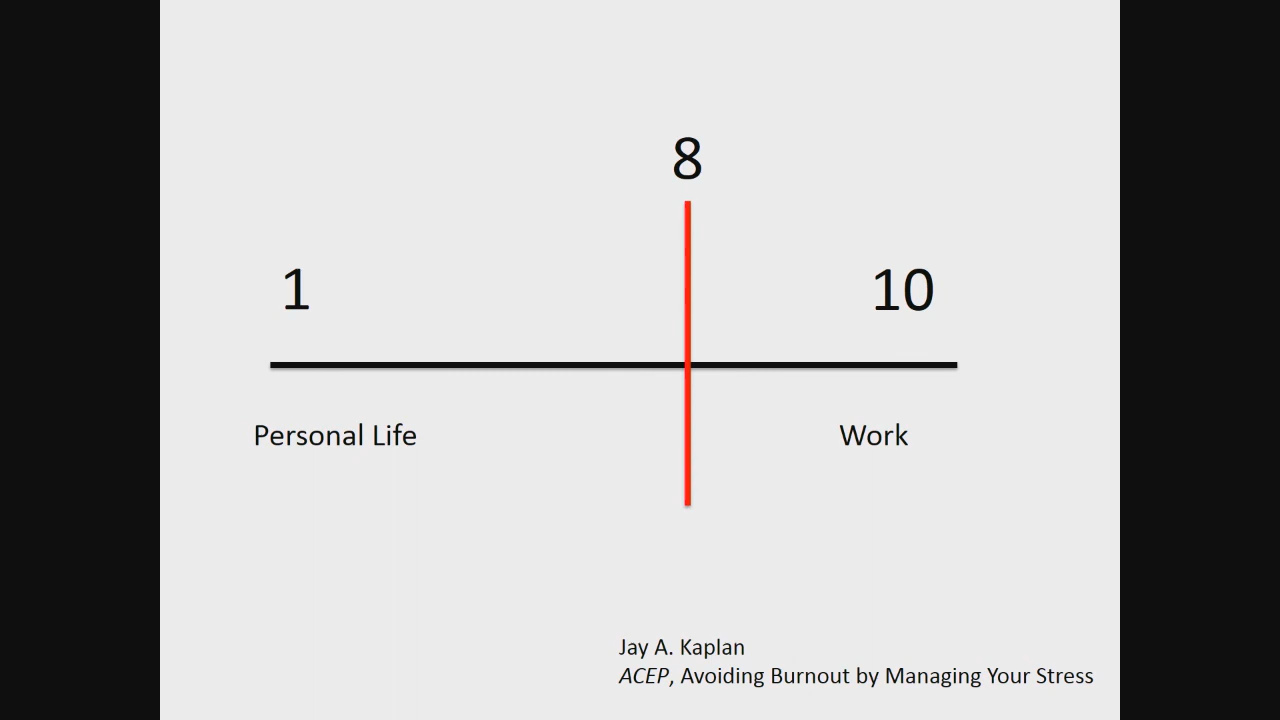 8
1
10
Personal Life
Work
Jay A. Kaplan
ACEP, Avoiding Burnout by Managing Your Stress